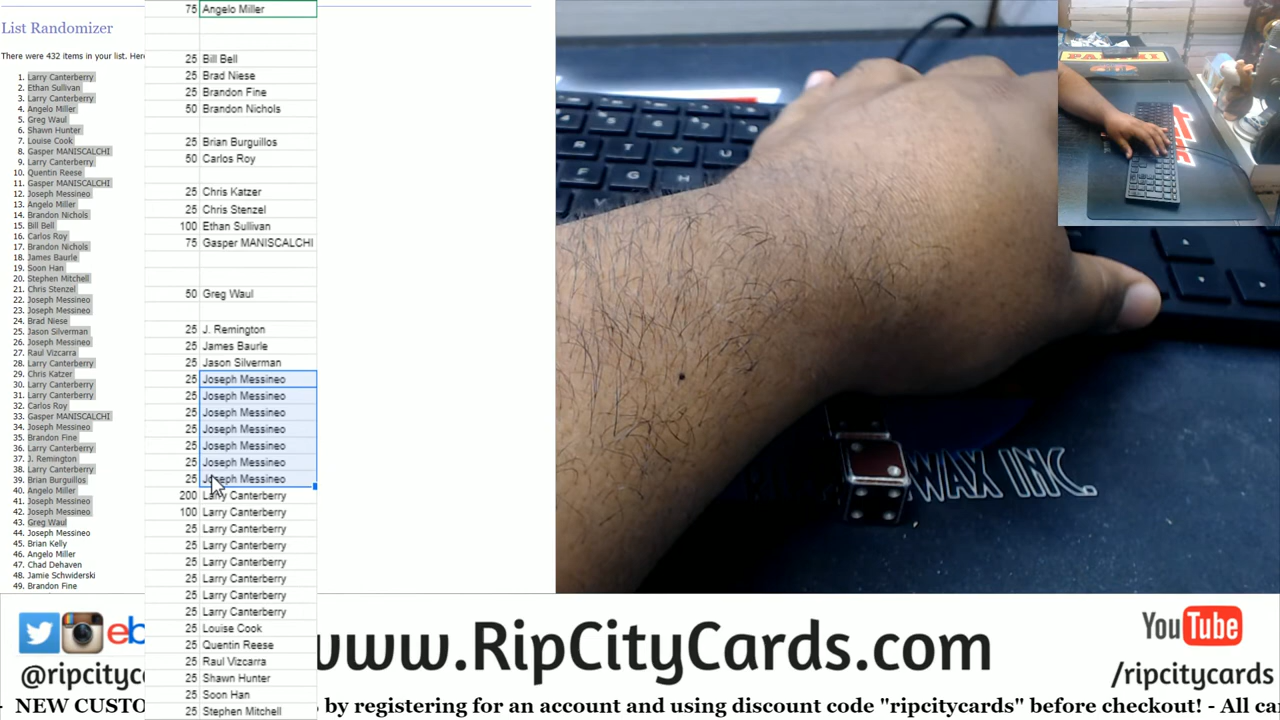 List Randomizer
There were 432 items in your list. Here
1. Larry Canterberry
2. Ethan Sullivan
3. Larry Canterberry
4. Angelo Miller
5. Greg Waul
6. Shawn Hunter
7. Louise Cook
8. Gasper MANISCALCHI
9. Larry Canterberry
10. Quentin Reese
11. Gasper MANISCALCHI
12. Joseph Messineo
13. Angelo Miller
14. Brandon Nichols
15. Bill Bell
16. Carlos Roy
17. Brandon Nichols
18. James Baurle
19. Soon Han
20. Stephen Mitchell
21. Chris Stenzel
22. Joseph Messineo
23. Joseph Messineo
24. Brad Niese
25. Jason Silverman
26. Joseph Messineo
27. Raul Vizcarra
28. Larry Canterberry
29. Chris Katzer
30. Larry Canterberry
31. Larry Canterberry
32. Carlos Roy
33. Gasper MANISCALCHI
34. Joseph Messineo
35. Brandon Fine
36. Larry Canterberry
37. J. Remington
38. Larry Canterberry
39. Brian Burguillos
40. Angelo Miller
41. Joseph Messineo
42. Joseph Messineo
43. Greg Waul
44. Joseph Messineo
45. Brian Kelly
46. Angelo Miller
47. Chad Dehaven
48. Jamie Schwiderski
49. Brandon Fine
75 Angelo Miller
25 Bill Bell
25 Brad Niese
25 Brandon Fine
50 Brandon Nichols
25 Brian Burguillos
50 Carlos Roy
25 Chris Katzer
25 Chris Stenzel
100 Ethan Sullivan
75 Gasper MANISCALCHI
50 Greg Waul
25 J. Remington
25 James Baurle
25 Jason Silverman
25 Joseph Messineo
25 Joseph Messineo
25 Joseph Messineo
25 Joseph Messineo
25 Joseph Messineo
25 Joseph Messineo
25 Joseph Messineo
200 Larry Canterberry
100 Larry Canterberry
25 Larry Canterberry
25 Larry Canterberry
25 Larry Canterberry
25 Larry Canterberry
25 Larry Canterberry
25 Larry Canterberry
25 Louise Cook
25 Quentin Reese
25 Raul Vizcarra
25 Shawn Hunter
25 Soon Han
25 Stephen Mitchell
4 5 6 7
R T Y U
F G H
WAX INC.
PANINI
eb
@ripcityc
www.RipCityCards.com
YouTube
/ripcitycards
- NEW CUSTO by registering for an account and using discount code "ripcitycards" before checkout! - All ca